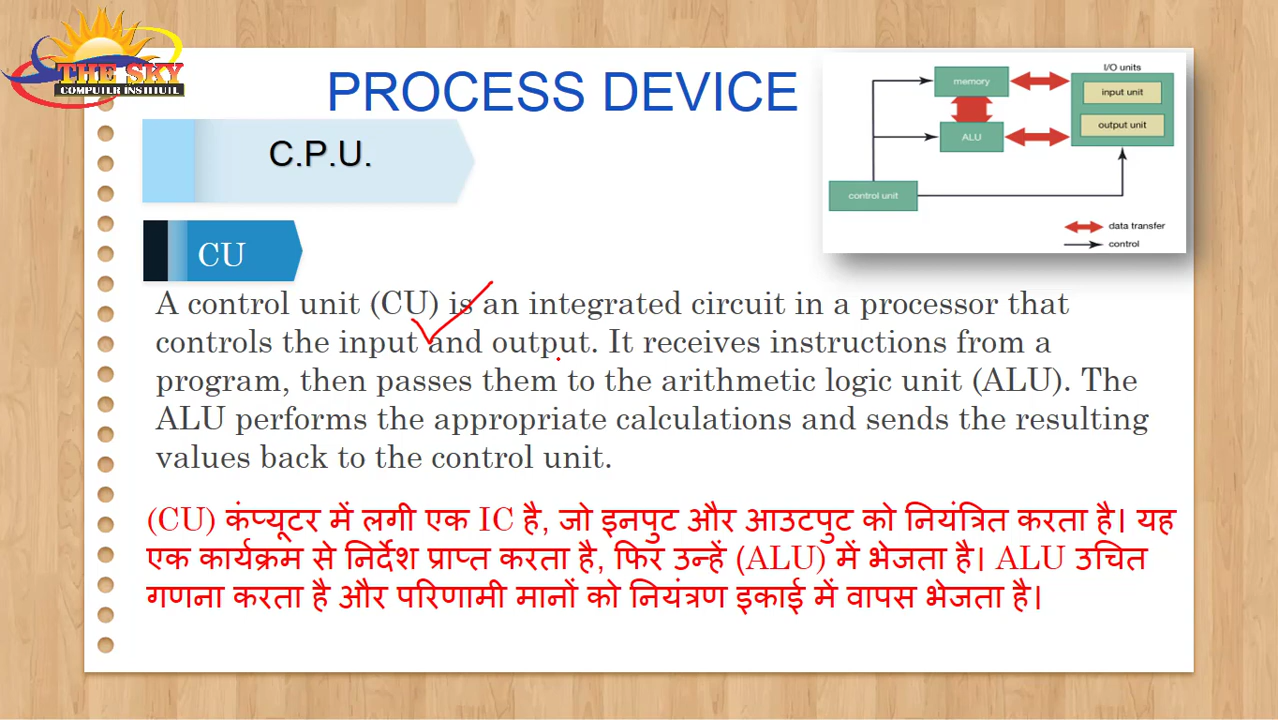 THE SKY
COMPUTER INSTITUTE
PROCESS DEVICE
C.P.U.
CU
I/O units
memory
input unit
output unit
ALU
control unit
data transfer
control
A control unit (CU) is an integrated circuit in a processor that
controls the input and output. It receives instructions from a
program, then passes them to the arithmetic logic unit (ALU). The
ALU performs the appropriate calculations and sends the resulting
values back to the control unit.
(CU) कंप्यूटर में लगी एक IC है, जो इनपुट और आउटपुट को नियंत्रित करता है। यह
एक कार्यक्रम से निर्देश प्राप्त करता है, फिर उन्हें (ALU) में भेजता है। ALU उचित
गणना करता है और परिणामी मानों को नियंत्रण इकाई में वापस भेजता है।